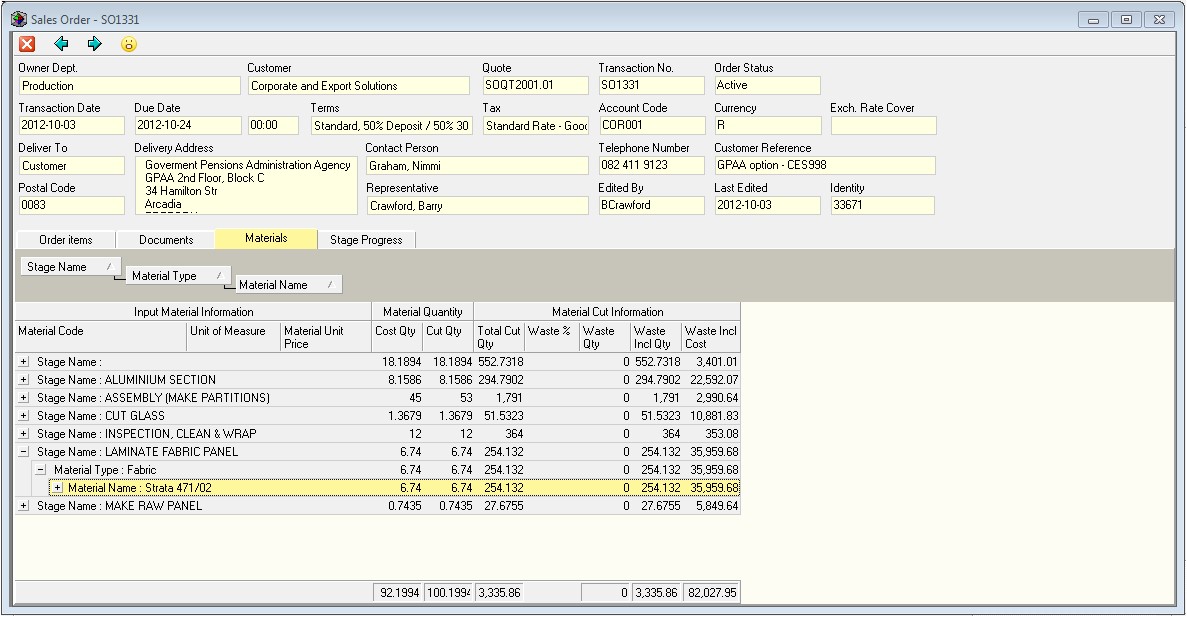 Sales Order - SO1331
Owner Dept. Customer Quote Transaction No. Order Status
Production Corporate and Export Solutions SOQT2001.01 SO1331 Active
Transaction Date Due Date Terms Tax Account Code Currency Exch. Rate Cover
2012-10-03 2012-10-24 00:00 Standard, 50% Deposit / 50% 30 Standard Rate - Good COR001 R
Deliver To Delivery Address Contact Person Telephone Number Customer Reference
Customer Goverment Pensions Administration Agency Graham, Nimmi 082 411 9123 GPAA option - CES998
GPAA 2nd Floor, Block C
Postal Code 34 Hamilton Str Representative Edited By Last Edited Identity
0083 Arcadia Crawford, Barry BCrawford 2012-10-03 33671
Order items Documents Materials Stage Progress
Stage Name
Material Type
Material Name
Input Material Information Material Quantity Material Cut Information
Material Code Unit of Measure Material Unit Price Cost Qty Cut Qty Total Cut Qty Waste % Waste Qty Waste Incl Qty Waste Incl Cost
+ Stage Name : 18.1894 18.1894 552.7318 0 552.7318 3,401.01
+ Stage Name : ALUMINIUM SECTION 8.1586 8.1586 294.7902 0 294.7902 22,592.07
+ Stage Name : ASSEMBLY (MAKE PARTITIONS) 45 53 1,791 0 1,791 2,990.64
+ Stage Name : CUT GLASS 1.3679 1.3679 51.5323 0 51.5323 10,881.83
+ Stage Name : INSPECTION, CLEAN & WRAP 12 12 364 0 364 353.08
− Stage Name : LAMINATE FABRIC PANEL 6.74 6.74 254.132 0 254.132 35,959.68
− Material Type : Fabric 6.74 6.74 254.132 0 254.132 35,959.68
+ Material Name : Strata 471/02 6.74 6.74 254.132 0 254.132 35,959.68
+ Stage Name : MAKE RAW PANEL 0.7435 0.7435 27.6755 0 27.6755 5,849.64
92.1994 100.1994 3,335.86 0 3,335.86 82,027.95